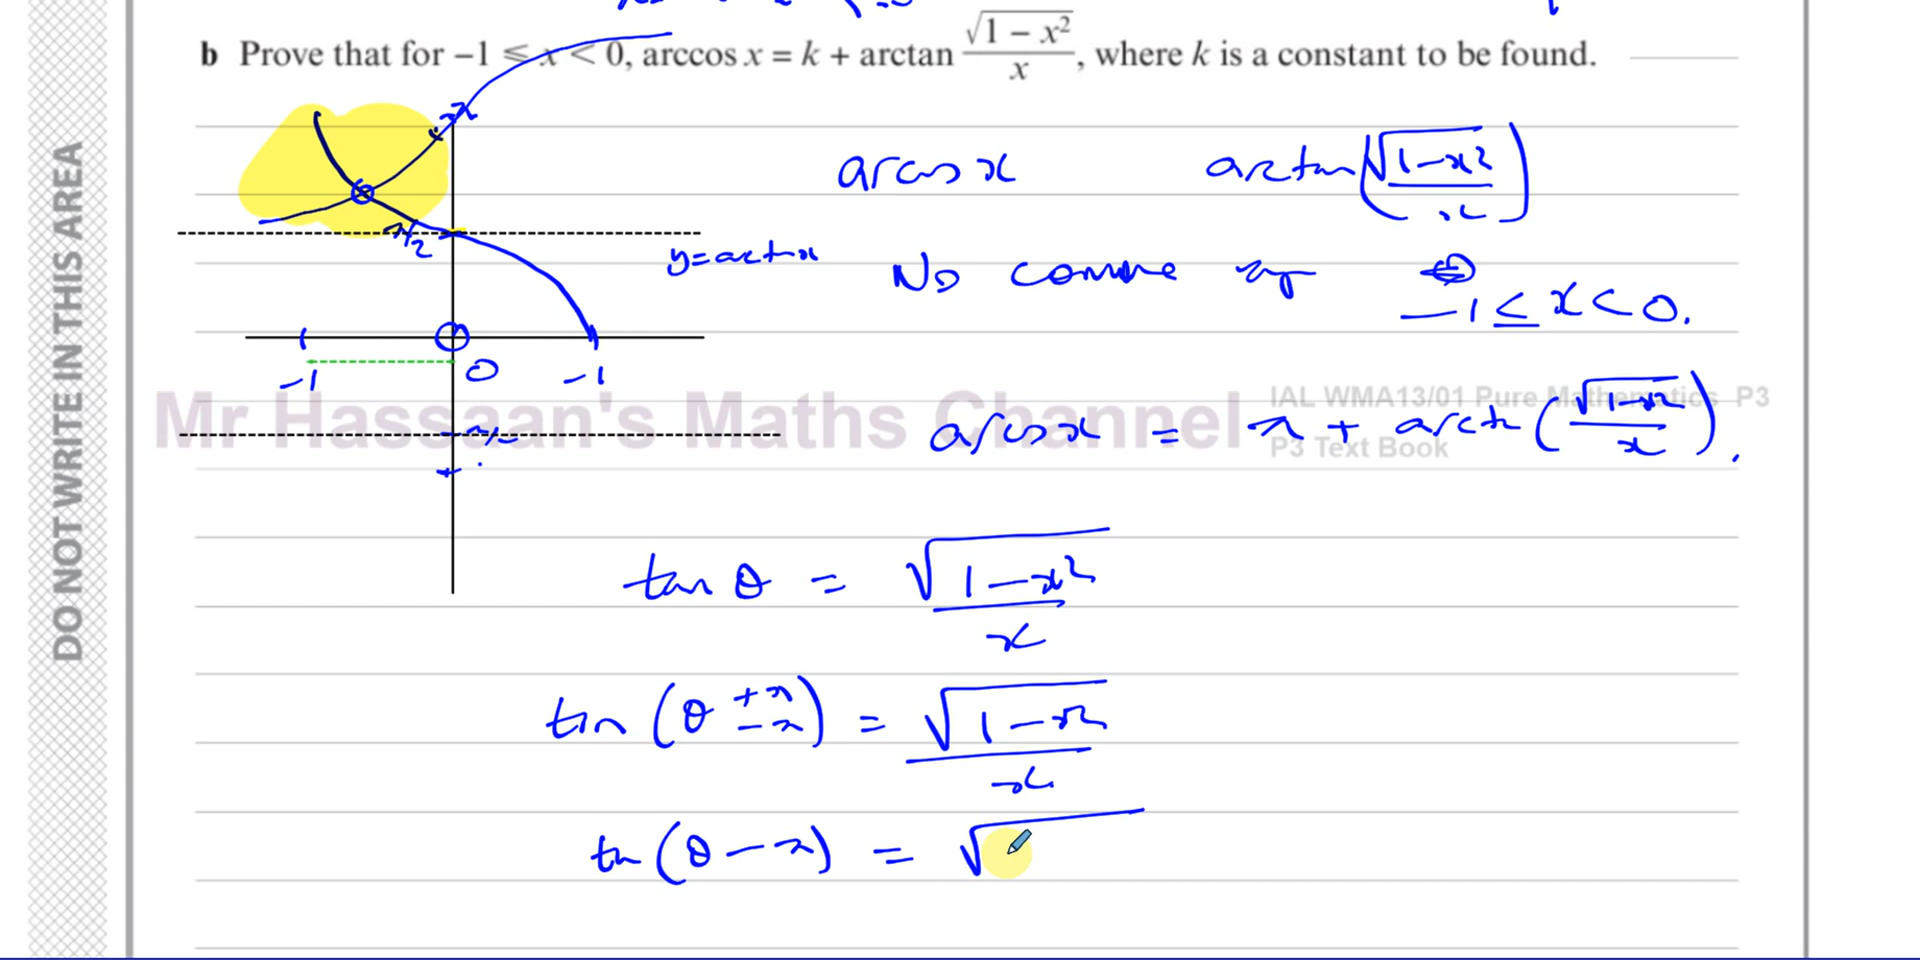 b Prove that for −1 ≤ x < 0, arccos x = k + arctan √(1 − x²)/x, where k is a constant to be found.
π
arccos x arctan(√(1−x²)/x)
π/2
y=arctanx
No common
−1 ≤ x < 0.
−1 0 −1
Mr Hassaan's Maths Channel
IAL WMA13/01 Pure Mathematics P3
P3 Text Book
arccos x = π + arctan(√(1−x²)/x).
tan θ = √(1−x²)/x
tan(θ +π −π) = √(1−x²)/x
tan(θ−π) = √
DO NOT WRITE IN THIS AREA